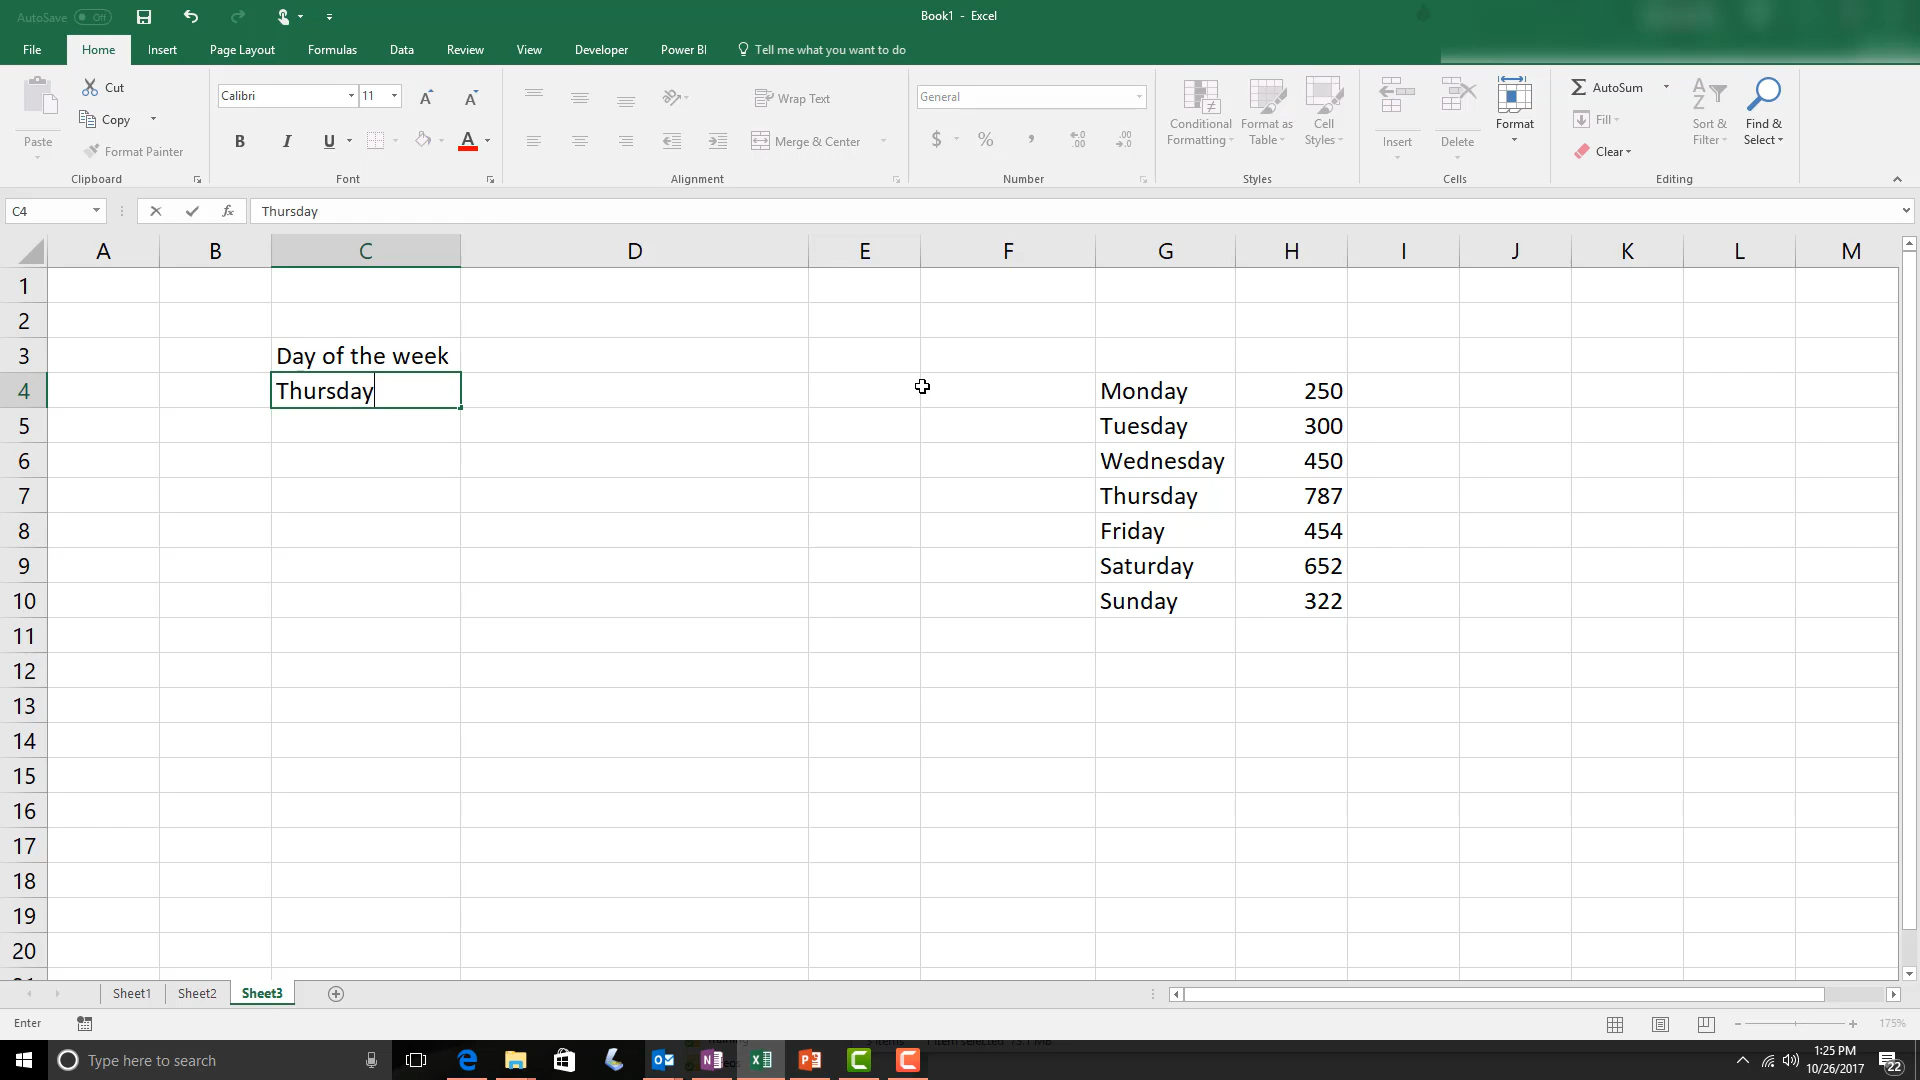 AutoSave Off
Book1 - Excel
File Home Insert Page Layout Formulas Data Review View Developer Power BI Tell me what you want to do
Paste
Cut
Copy
Format Painter
Clipboard
Calibri 11
B I U
Font
Wrap Text
Merge & Center
Alignment
General
$ % ,
Number
Conditional Formatting
Format as Table
Cell Styles
Styles
Insert
Delete
Format
Cells
AutoSum
Fill
Clear
Sort & Filter
Find & Select
Editing
C4 fx Thursday
A B C D E F G H I J K L M
1
2
3 Day of the week
4 Thursday Monday 250
5 Tuesday 300
6 Wednesday 450
7 Thursday 787
8 Friday 454
9 Saturday 652
10 Sunday 322
11
12
13
14
15
16
17
18
19
20
Sheet1 Sheet2 Sheet3
Enter 175%
Type here to search
1:25 PM
10/26/2017
22